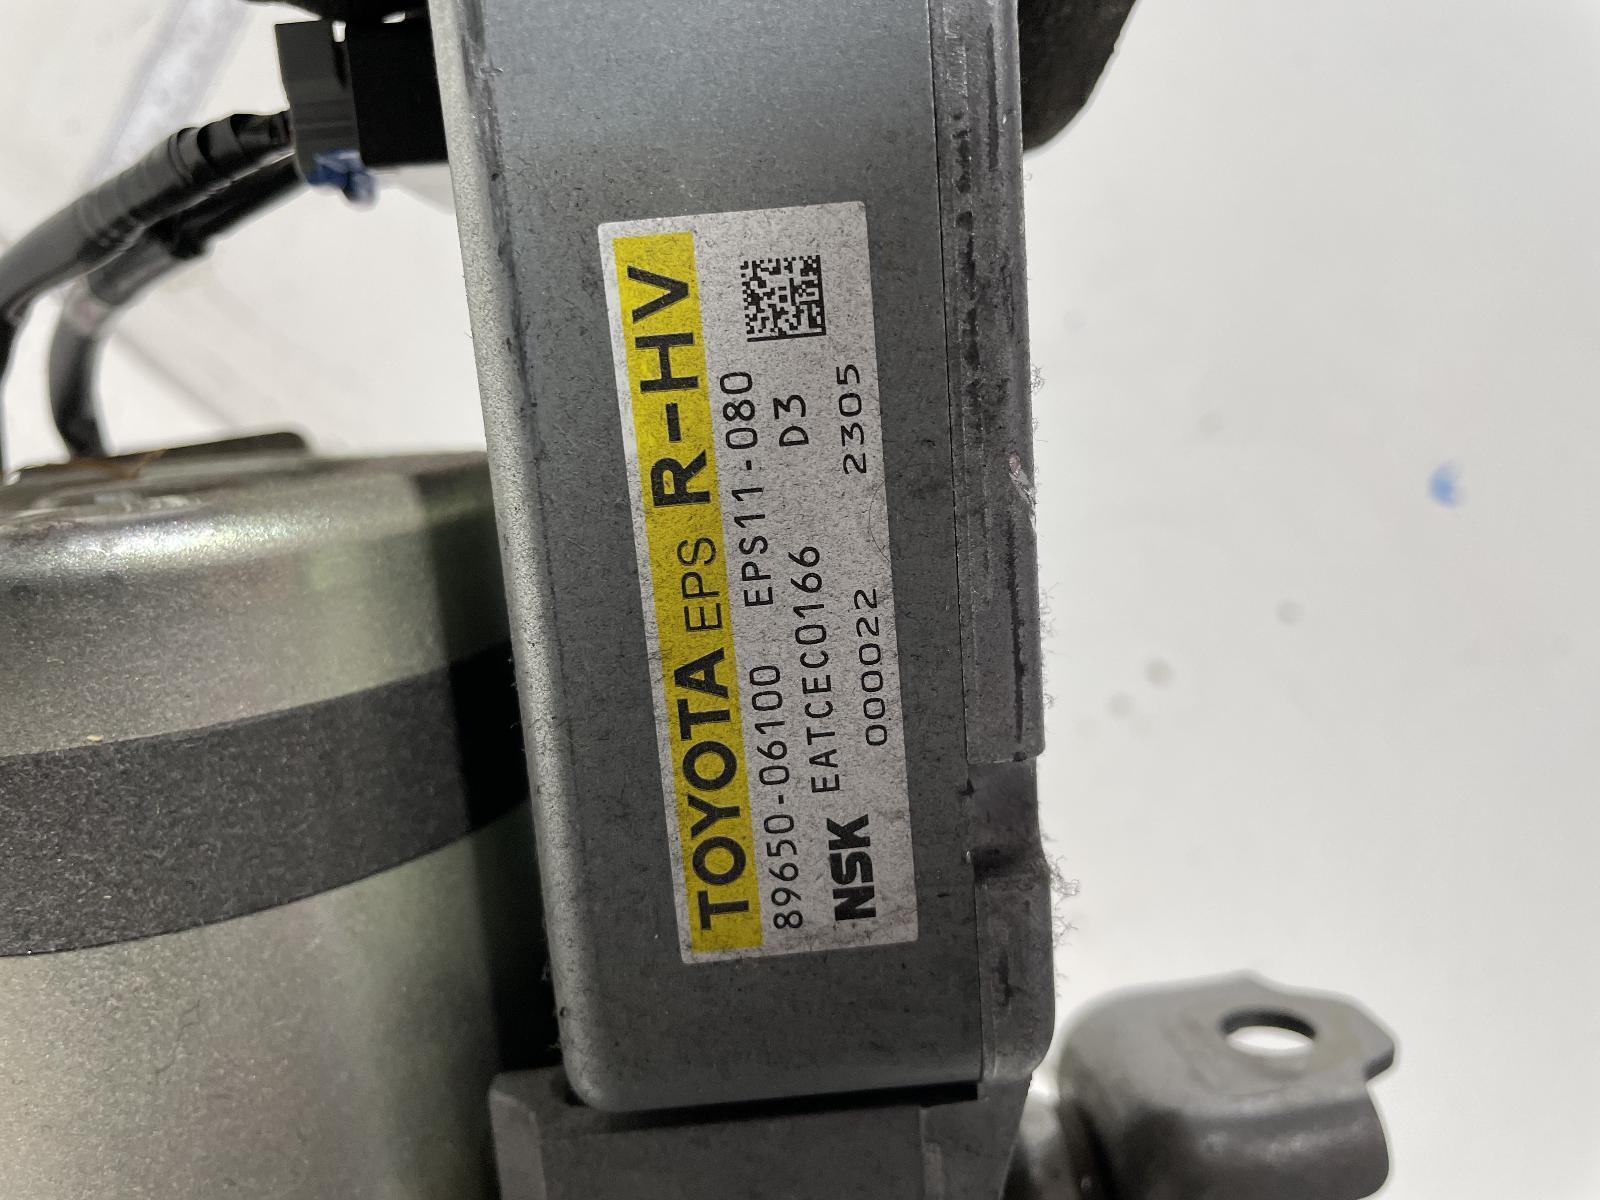 TOYOTA EPS R-HV
89650-06100 EPS11-080
EATCEC0166 D3
NSK 000022 2305